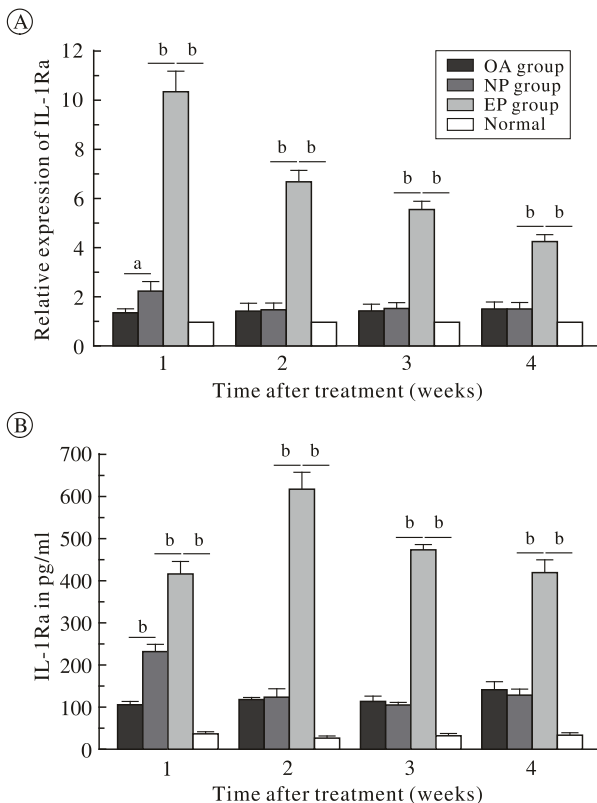 A
Relative expression of IL-1Ra
12
10
8
6
4
2
0
b b
b b
b b
b b
a
OA group
NP group
EP group
Normal
1 2 3 4
Time after treatment (weeks)
B
IL-1Ra in pg/ml
700
600
500
400
300
200
100
0
b b
b b
b b
b b
b
1 2 3 4
Time after treatment (weeks)